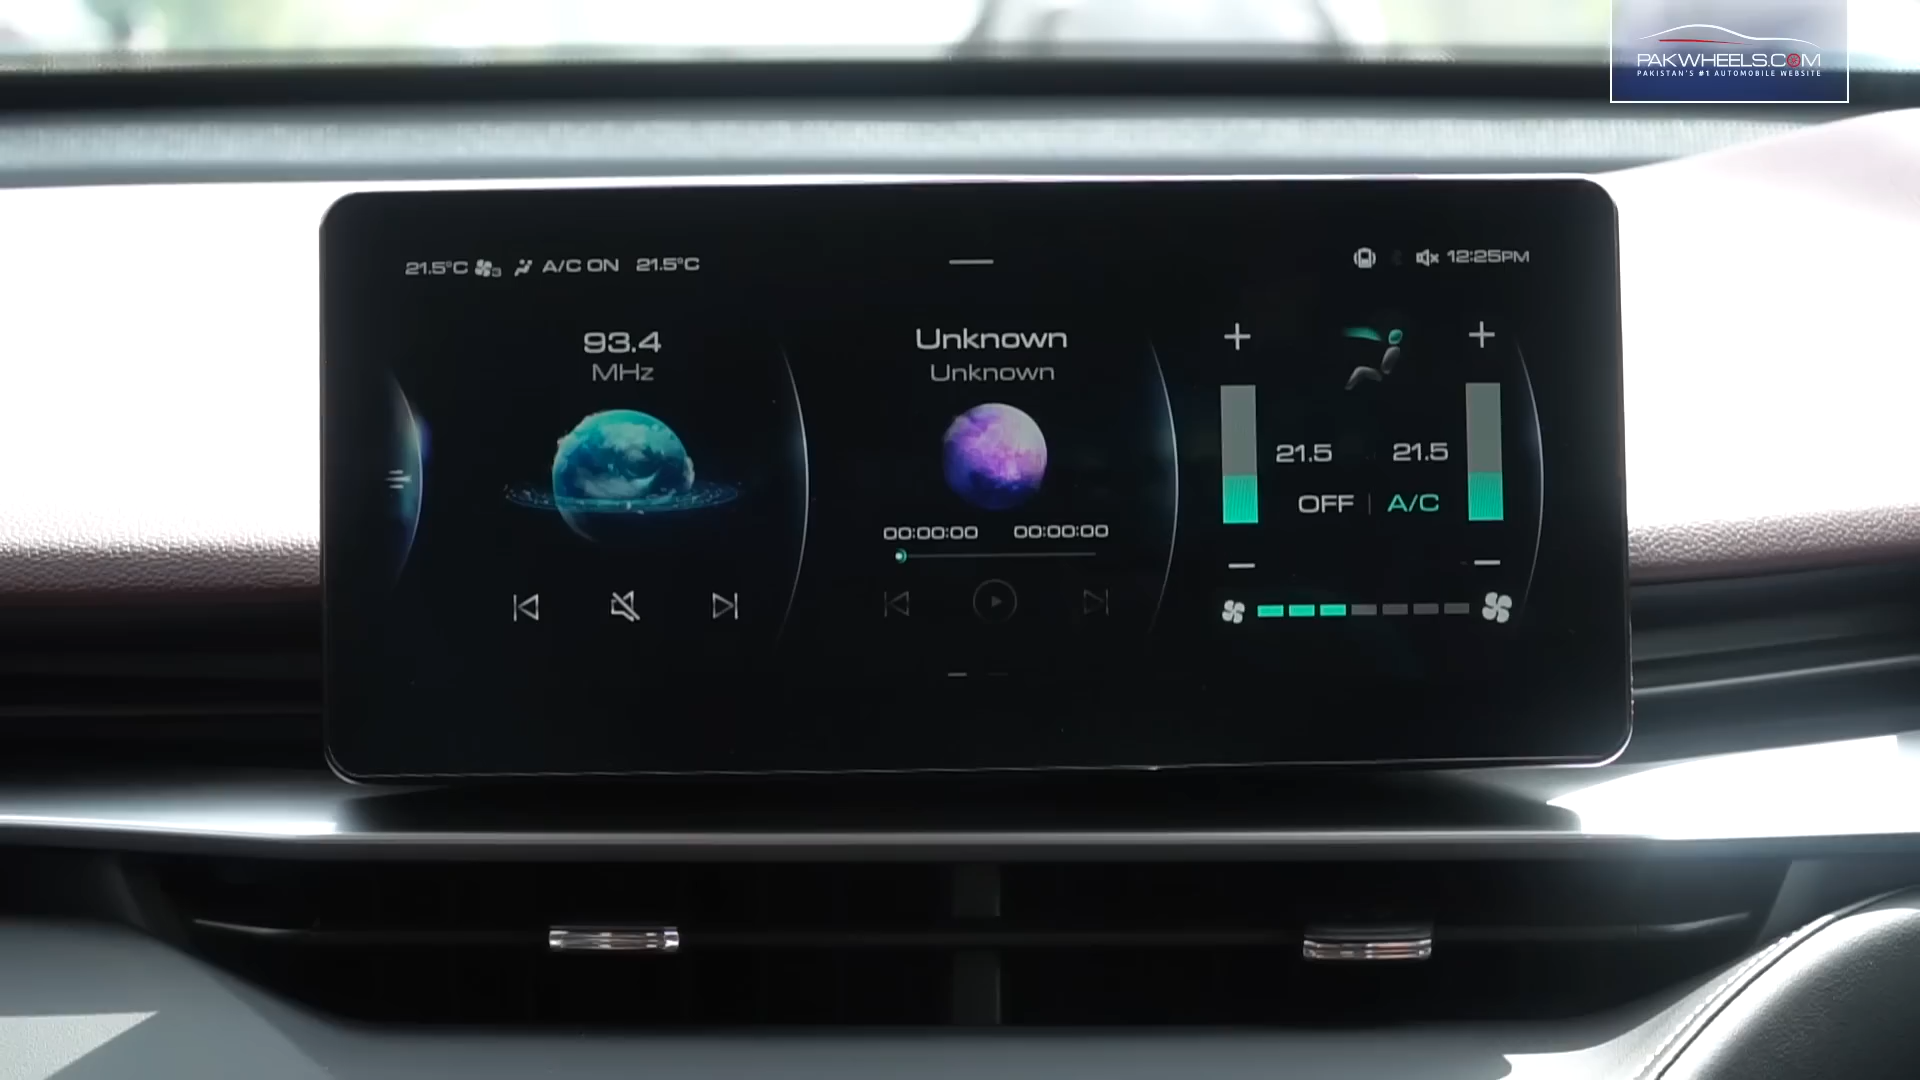 PAKWHEELS.COM
PAKISTAN'S #1 AUTOMOBILE WEBSITE
21.5°C 3 A/C ON 21.5°C
12:25PM
93.4
MHz
Unknown
Unknown
00:00:00 00:00:00
21.5 21.5
OFF | A/C